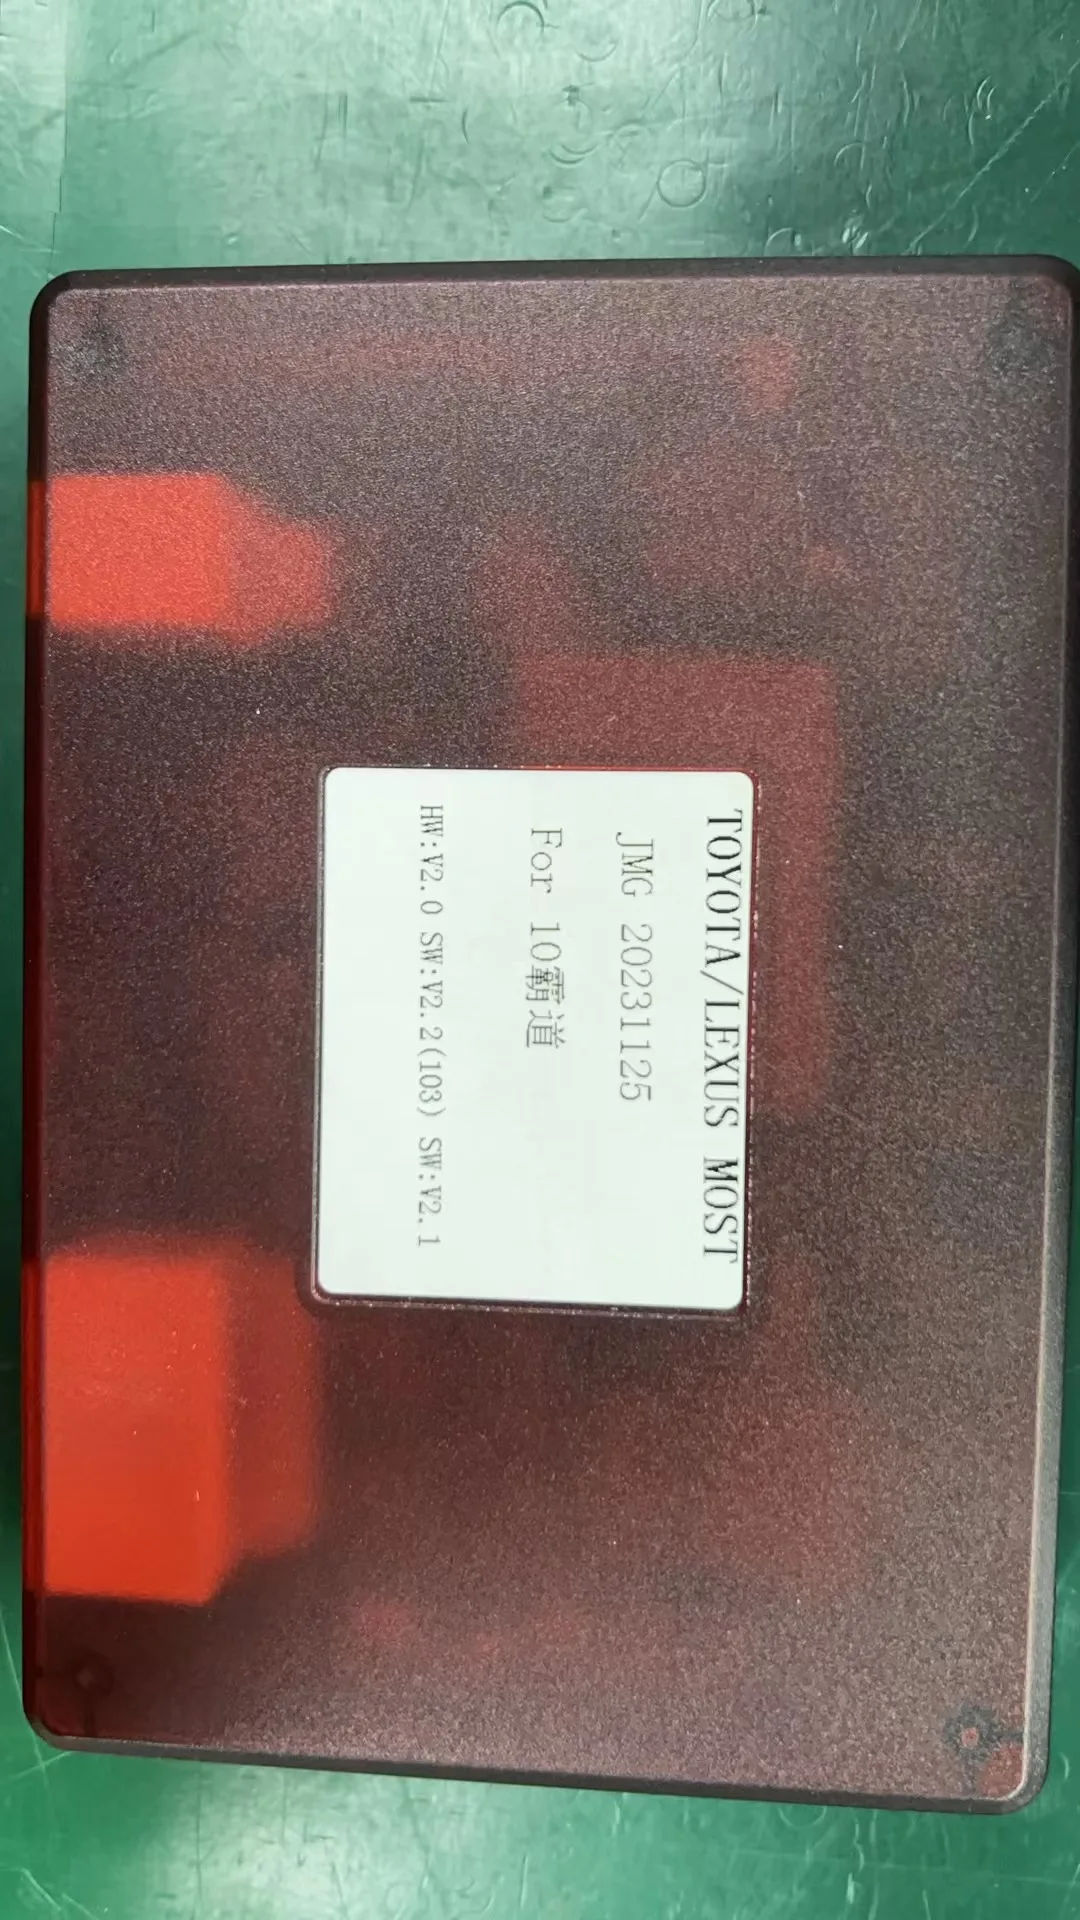 TOYOTA/LEXUS MOST
JMG 20231125
For 10霸道
HW:V2.0 SW:V2.2(103) SW:V2.1